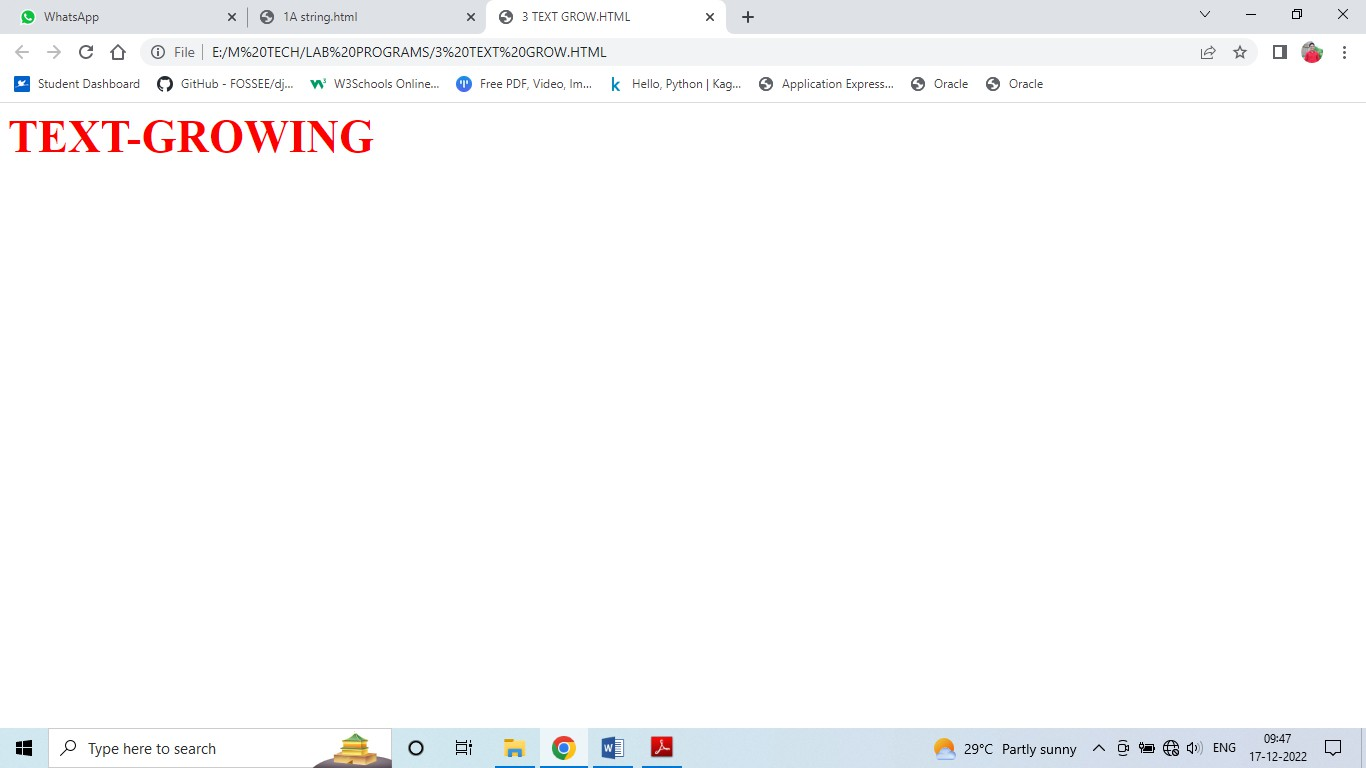 WhatsApp
1A string.html
3 TEXT GROW.HTML
File
E:/M%20TECH/LAB%20PROGRAMS/3%20TEXT%20GROW.HTML
Student Dashboard
GitHub - FOSSEE/dj...
W3Schools Online...
Free PDF, Video, Im...
Hello, Python | Kag...
Application Express...
Oracle
Oracle
TEXT-GROWING
Type here to search
29°C Partly sunny
ENG
09:47
17-12-2022